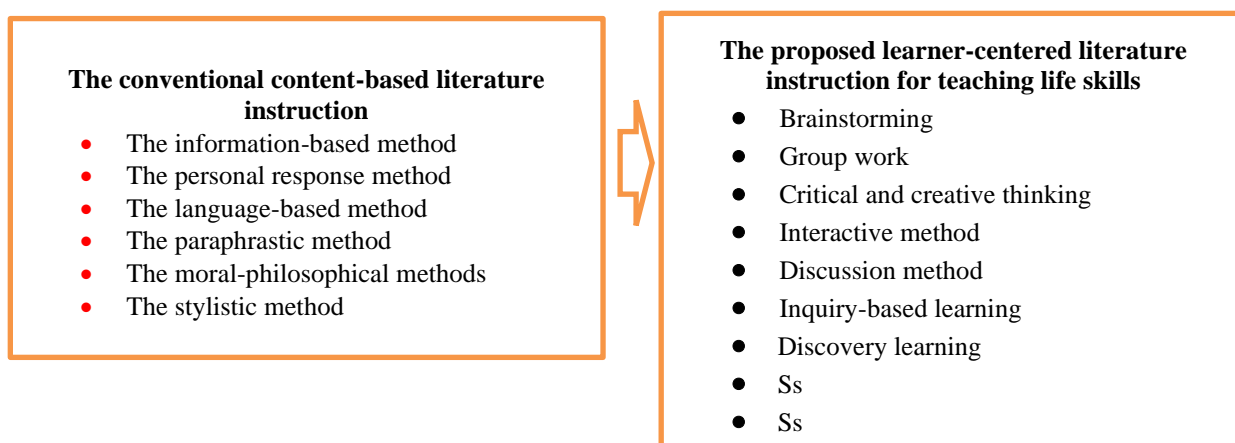 The conventional content-based literature
instruction
The information-based method
The personal response method
The language-based method
The paraphrastic method
The moral-philosophical methods
The stylistic method
The proposed learner-centered literature
instruction for teaching life skills
Brainstorming
Group work
Critical and creative thinking
Interactive method
Discussion method
Inquiry-based learning
Discovery learning
Ss
Ss